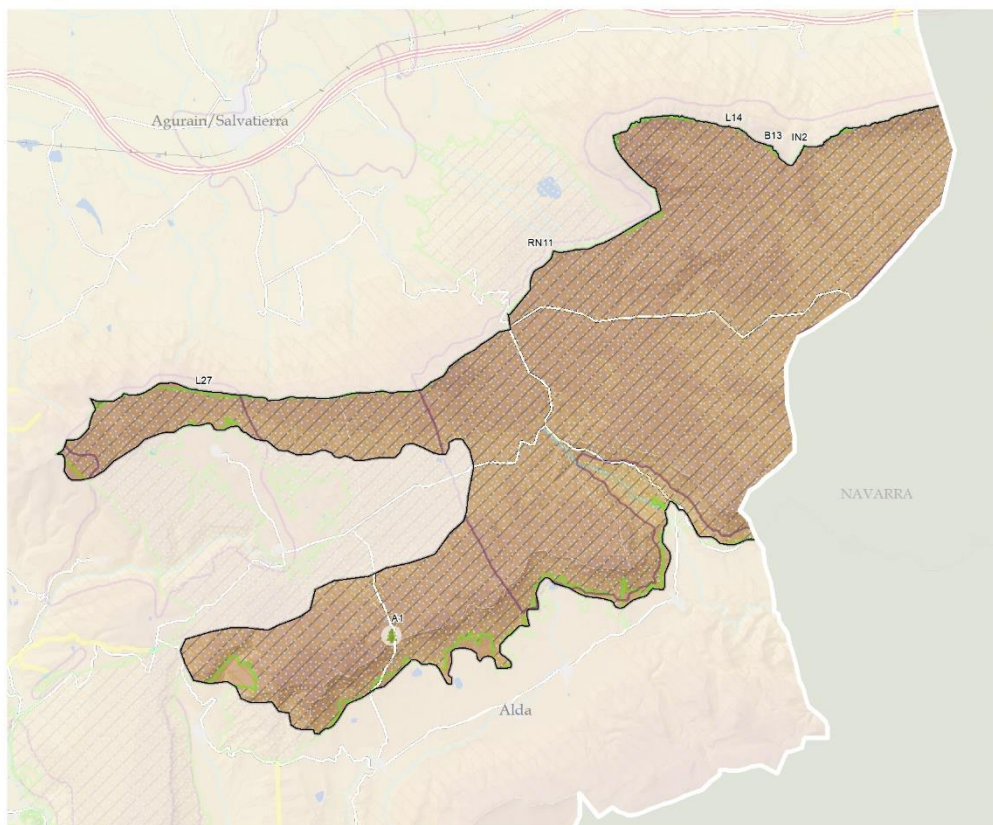 L14
Agurain/Salvatierra
B13
IN2
RN11
L27
NAVARRA
A1
Alda